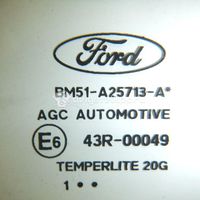 Ford
BM51-A25713-A*
AGC AUTOMOTIVE
E6 43R-00049
TEMPERLITE 20G
1 • •